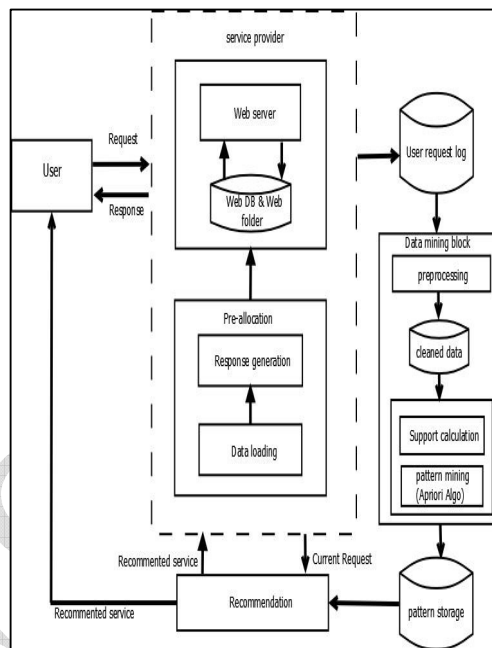 service provider
Web server
Web DB & Web
folder
User
Request
Response
User request log
Data mining block
preprocessing
cleaned data
Support calculation
pattern mining
(Apriori Algo)
Pre-allocation
Response generation
Data loading
Recommented service
Current Request
Recommendation
Recommented service
pattern storage